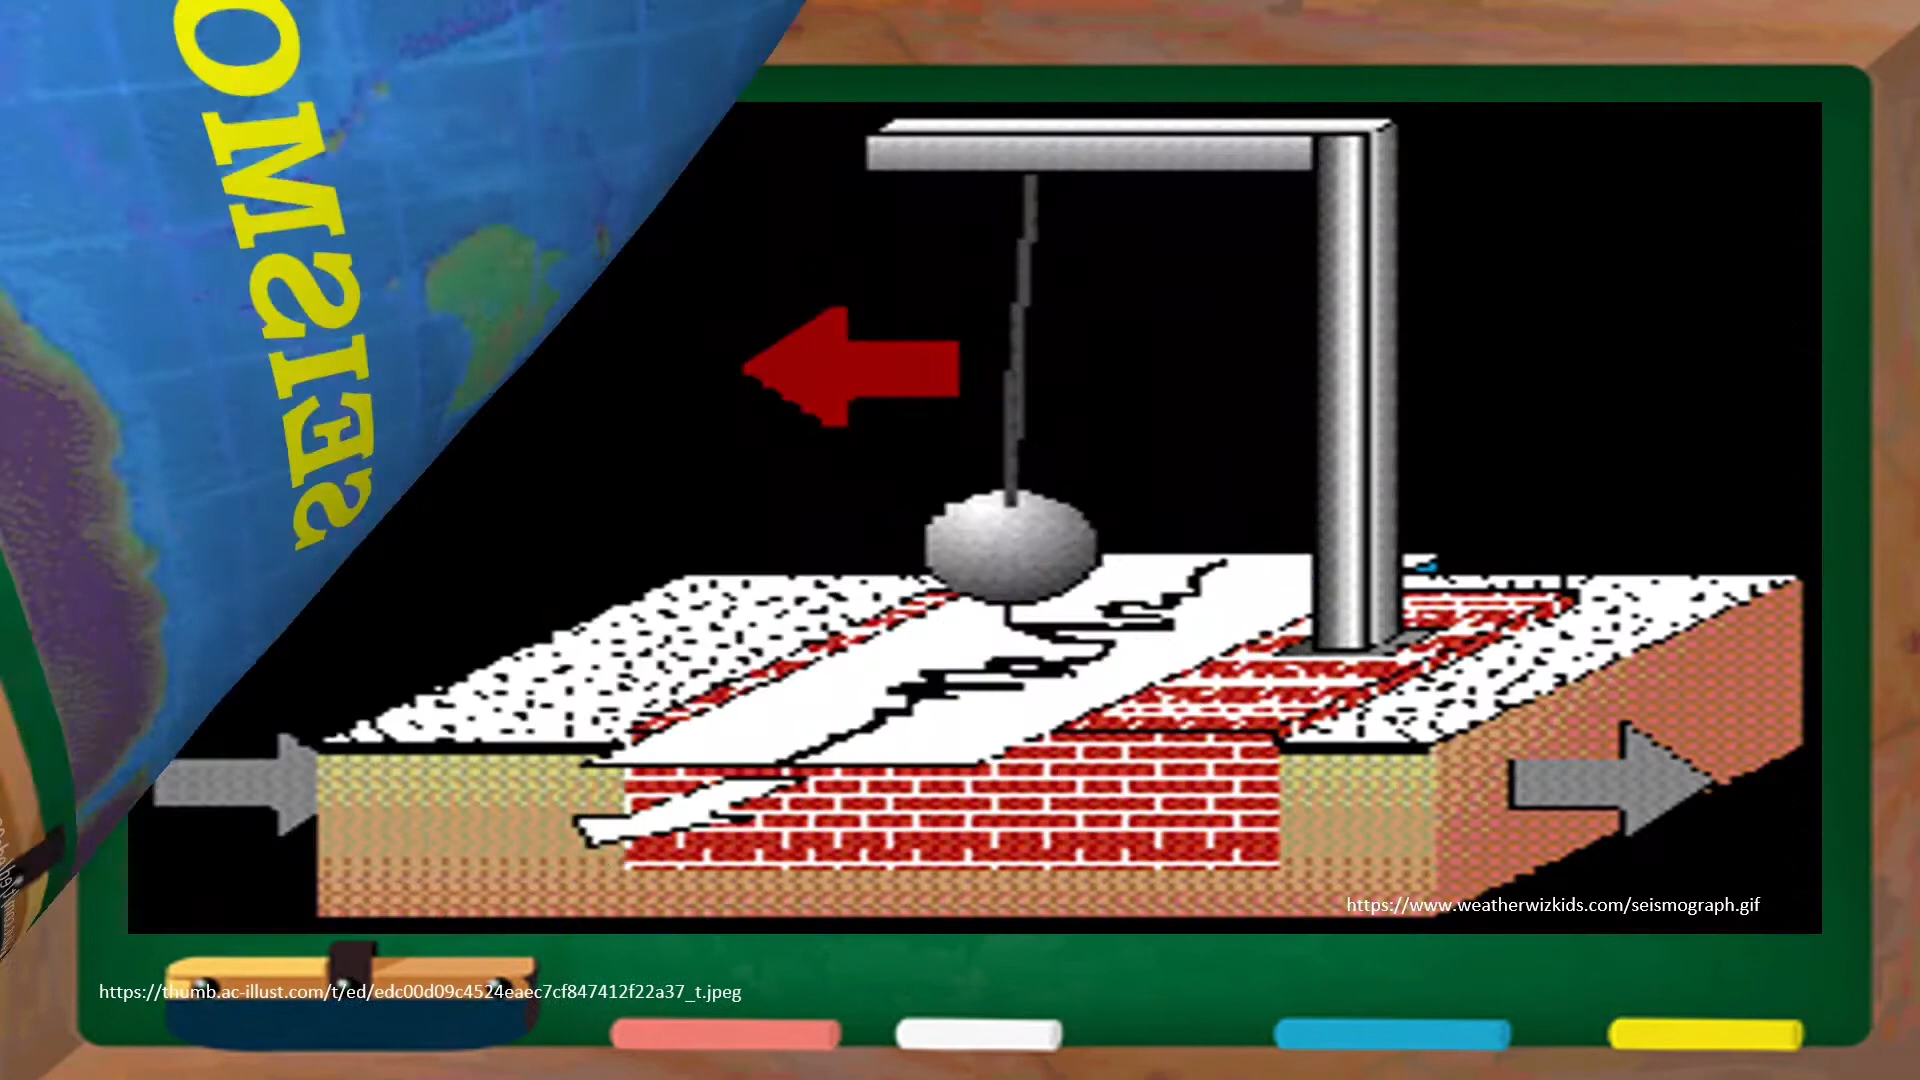 SEISMO
https://www.weatherwizkids.com/seismograph.gif
https://thumb.ac-illust.com/t/ed/edc00d09c4524eaec7cf847412f22a37_t.jpeg